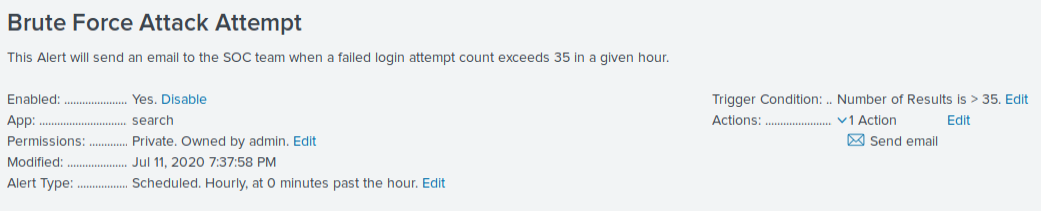 Brute Force Attack Attempt
This Alert will send an email to the SOC team when a failed login attempt count exceeds 35 in a given hour.
Enabled: ..................... Yes. Disable
App: ............................. search
Permissions: ............. Private. Owned by admin. Edit
Modified: .................... Jul 11, 2020 7:37:58 PM
Alert Type: ................. Scheduled. Hourly, at 0 minutes past the hour. Edit
Trigger Condition: .. Number of Results is > 35. Edit
Actions: ...................... 1 Action Edit
Send email